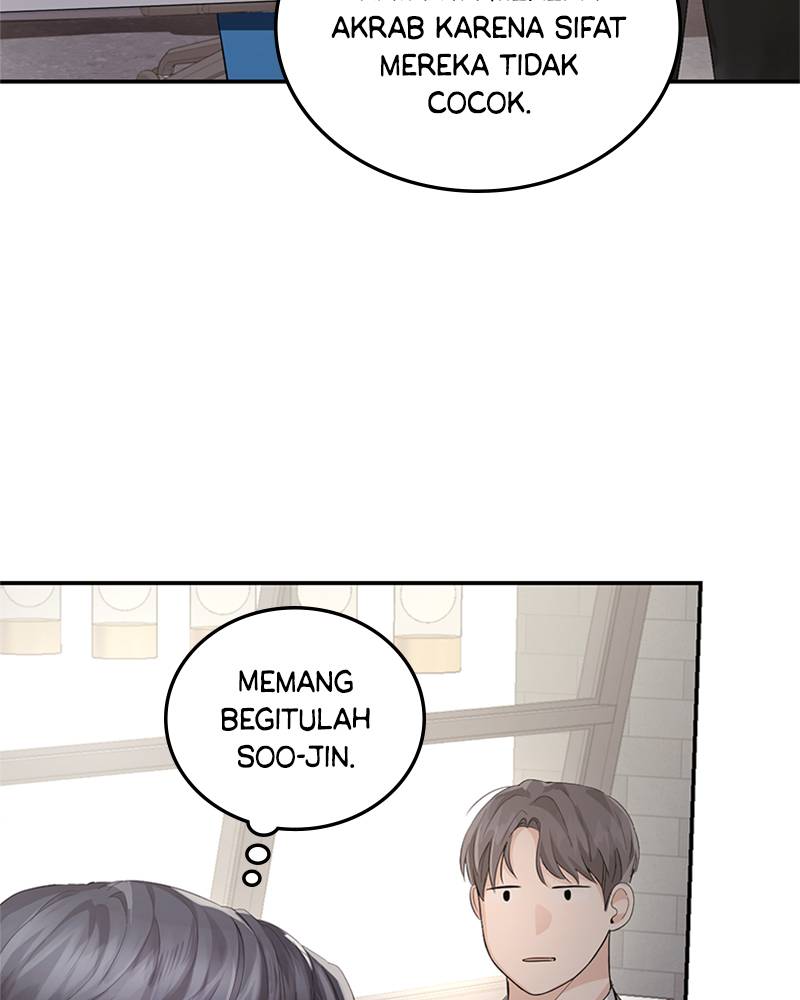 AKRAB KARENA SIFAT
MEREKA TIDAK
COCOK.
MEMANG
BEGITULAH
SOO-JIN.